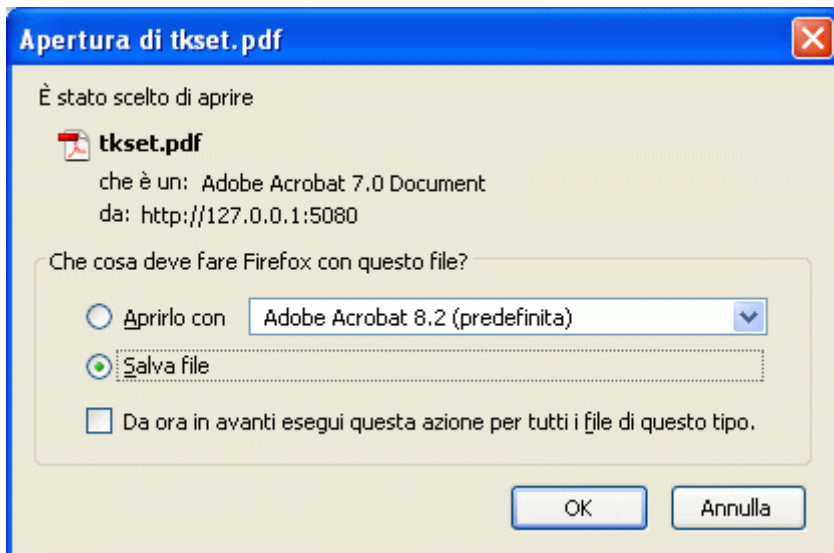 Apertura di tkset.pdf
È stato scelto di aprire
tkset.pdf
che è un: Adobe Acrobat 7.0 Document
da: http://127.0.0.1:5080
Che cosa deve fare Firefox con questo file?
Aprirlo con Adobe Acrobat 8.2 (predefinita)
Salva file
Da ora in avanti esegui questa azione per tutti i file di questo tipo.
OK Annulla